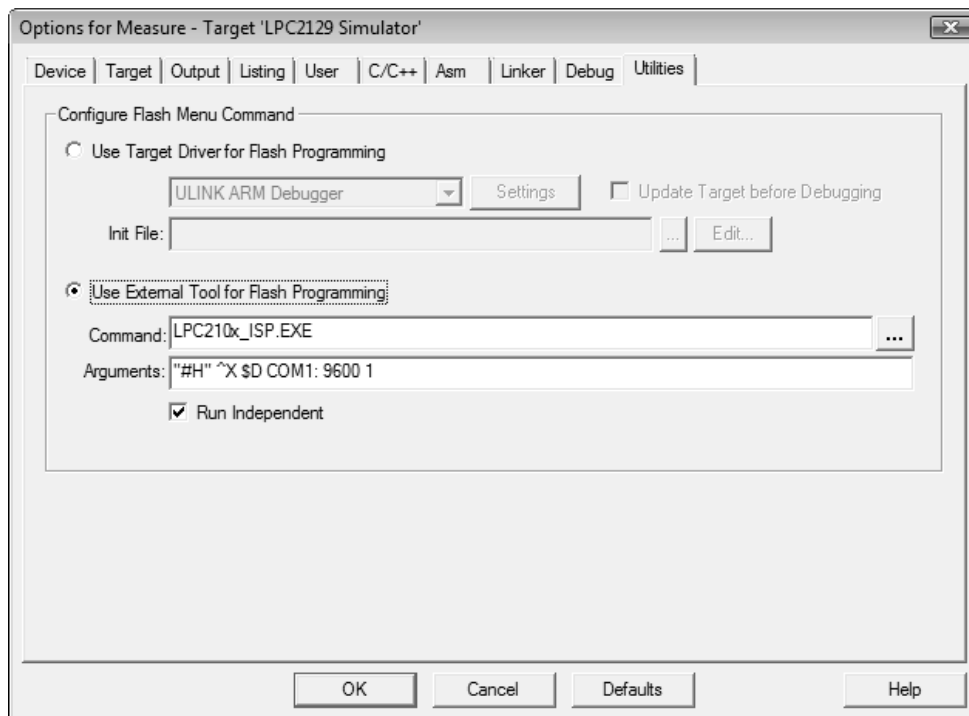 Options for Measure - Target 'LPC2129 Simulator'
Device Target Output Listing User C/C++ Asm Linker Debug Utilities
Configure Flash Menu Command
Use Target Driver for Flash Programming
ULINK ARM Debugger Settings Update Target before Debugging
Init File: ... Edit...
Use External Tool for Flash Programming
Command: LPC210x_ISP.EXE ...
Arguments: "#H" ^X $D COM1: 9600 1
Run Independent
OK Cancel Defaults Help